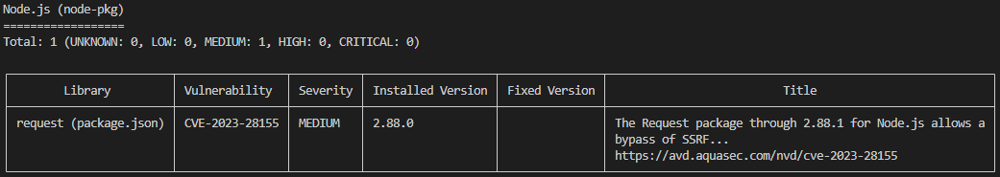 Node.js (node-pkg)
==================
Total: 1 (UNKNOWN: 0, LOW: 0, MEDIUM: 1, HIGH: 0, CRITICAL: 0)
Library Vulnerability Severity Installed Version Fixed Version Title
request (package.json) CVE-2023-28155 MEDIUM 2.88.0 The Request package through 2.88.1 for Node.js allows a
bypass of SSRF...
https://avd.aquasec.com/nvd/cve-2023-28155